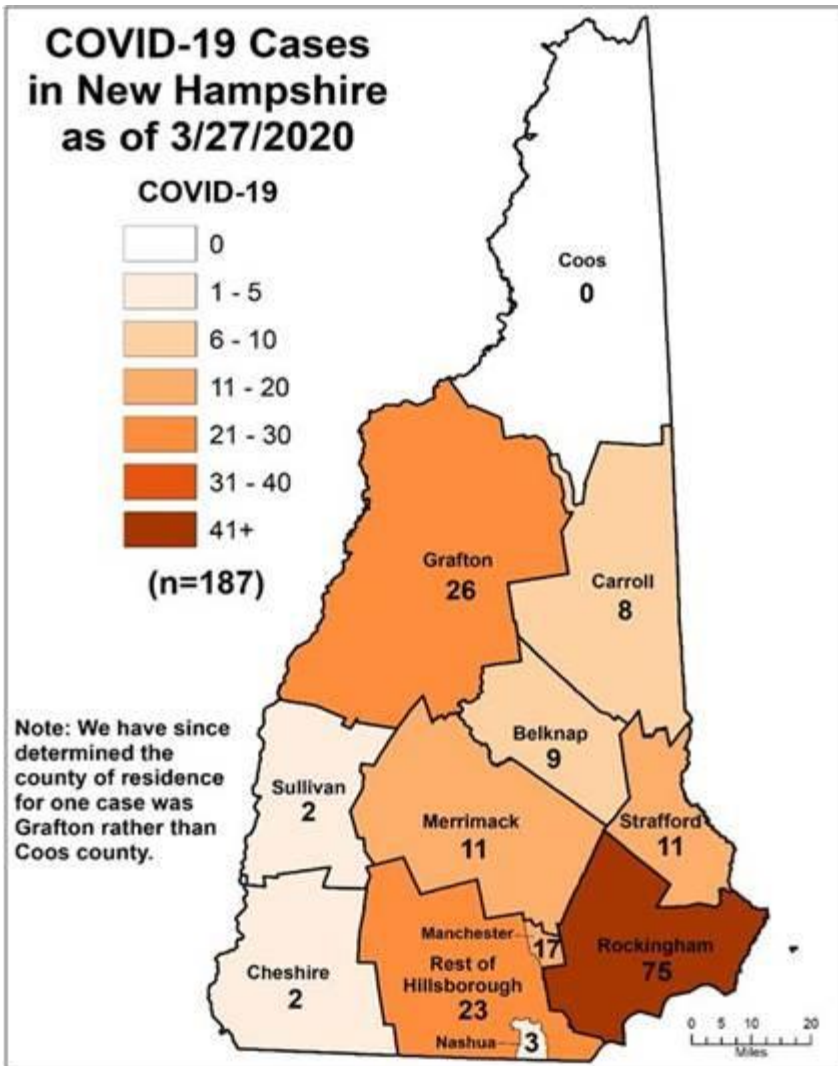 COVID-19 Cases
in New Hampshire
as of 3/27/2020
COVID-19
0
1 - 5
6 - 10
11 - 20
21 - 30
31 - 40
41+
(n=187)
Note: We have since
determined the
county of residence
for one case was
Grafton rather than
Coos county.
Coos
0
Grafton
26
Carroll
8
Belknap
9
Sullivan
2
Merrimack
11
Strafford
11
Manchester
17
Rockingham
75
Cheshire
2
Rest of
Hillsborough
23
Nashua
3
0 5 10 20
Miles